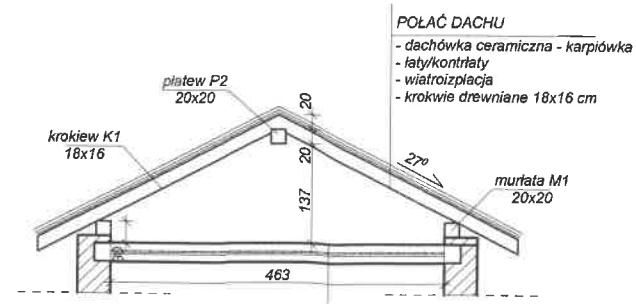 POŁAĆ DACHU
- dachówka ceramiczna - karpiówka
- łaty/kontrłaty
- wiatroizplacja
- krokwie drewniane 18x16 cm
płatew P2
20x20
20
krokiew K1
18x16
20
27°
murłata M1
20x20
137
463